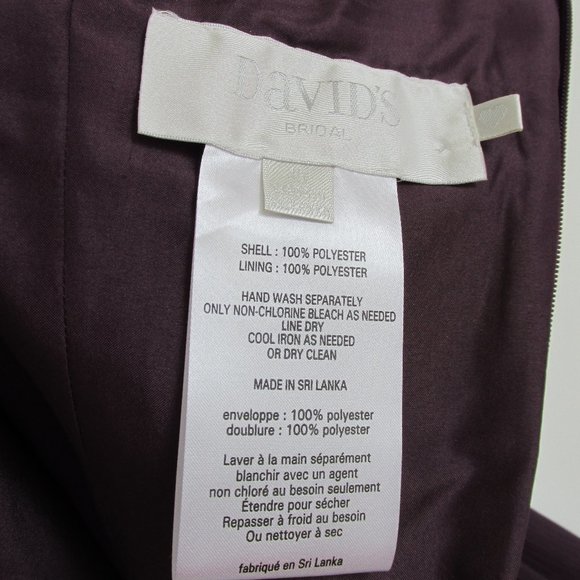 DaViD'S
BRIDAL
SHELL : 100% POLYESTER
LINING : 100% POLYESTER
HAND WASH SEPARATELY
ONLY NON-CHLORINE BLEACH AS NEEDED
LINE DRY
COOL IRON AS NEEDED
OR DRY CLEAN
MADE IN SRI LANKA
enveloppe : 100% polyester
doublure : 100% polyester
Laver à la main séparément
blanchir avec un agent
non chloré au besoin seulement
Étendre pour sécher
Repasser à froid au besoin
Ou nettoyer à sec
fabriqué en Sri Lanka